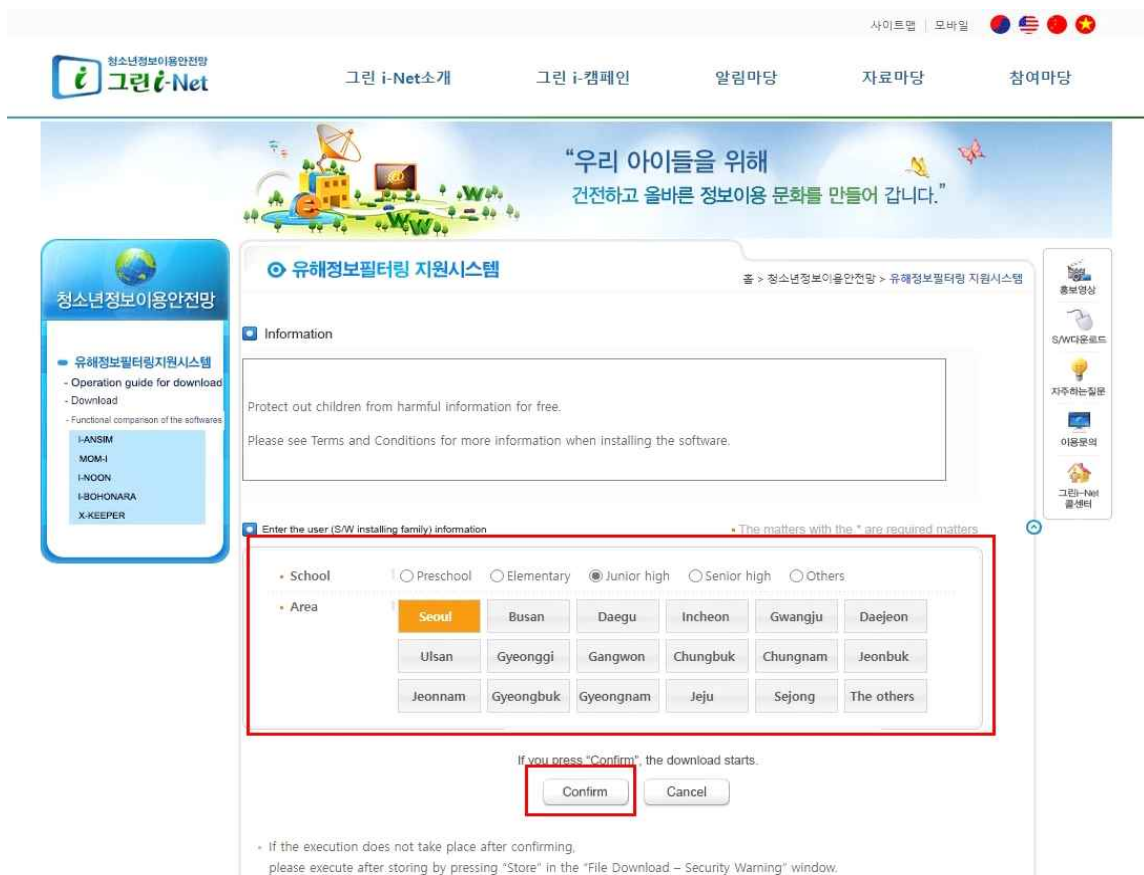 사이트맵 | 모바일
청소년정보이용안전망
그린 i-Net
그린 i-Net소개 그린 i-캠페인 알림마당 자료마당 참여마당
“우리 아이들을 위해
건전하고 올바른 정보이용 문화를 만들어 갑니다.”
청소년정보이용안전망
유해정보필터링지원시스템
- Operation guide for download
- Download
- Functional comparison of the softwares
I-ANSIM
MOM-I
I-NOON
I-BOHONARA
X-KEEPER
유해정보필터링 지원시스템
홈 > 청소년정보이용안전망 > 유해정보필터링 지원시스템
Information
Protect out children from harmful information for free.
Please see Terms and Conditions for more information when installing the software.
Enter the user (S/W installing family) information
• The matters with the * are required matters
• School Preschool Elementary Junior high Senior high Others
• Area Seoul Busan Daegu Incheon Gwangju Daejeon
Ulsan Gyeonggi Gangwon Chungbuk Chungnam Jeonbuk
Jeonnam Gyeongbuk Gyeongnam Jeju Sejong The others
If you press "Confirm", the download starts.
Confirm Cancel
• If the execution does not take place after confirming,
please execute after storing by pressing "Store" in the "File Download – Security Warning" window.
홍보영상
S/W다운로드
자주하는질문
이용문의
그린i-Net
콜센터